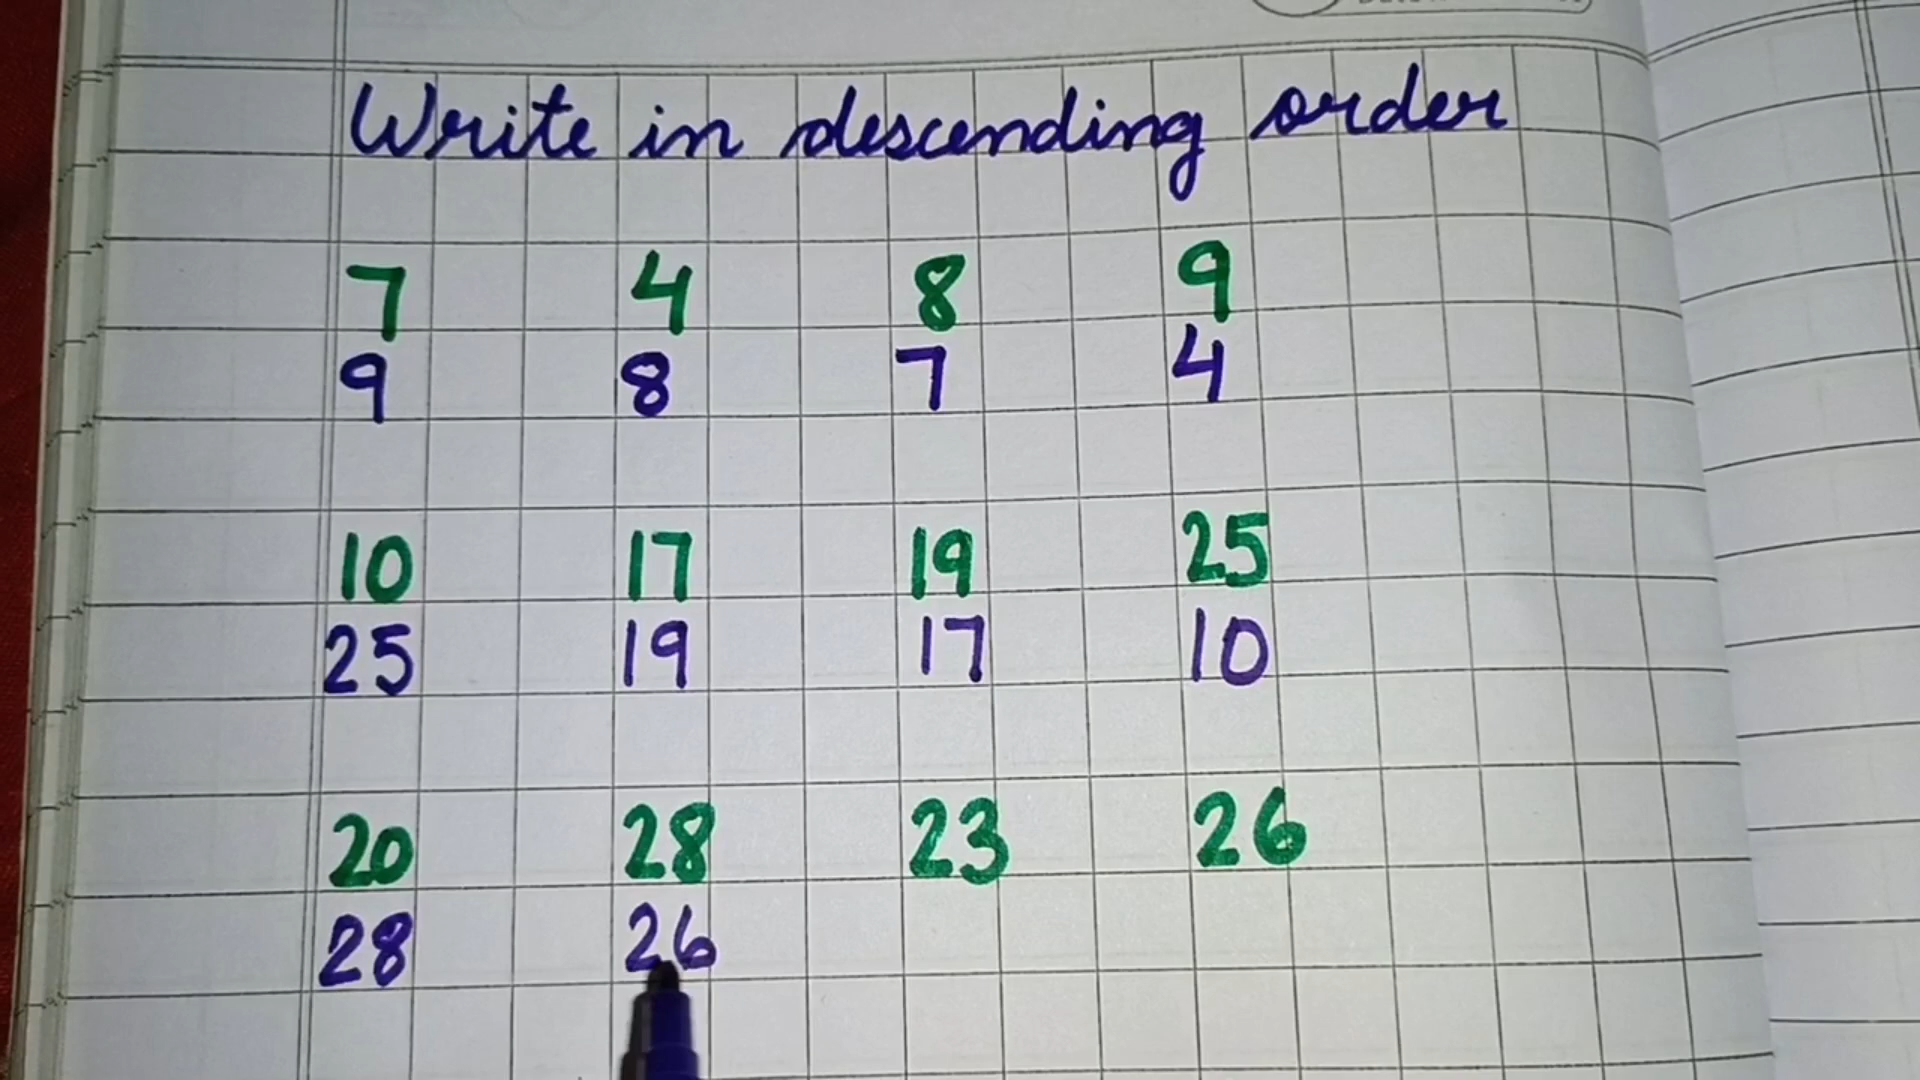 Write in descending order
7 4 8 9
9 8 7 4
10 17 19 25
25 19 17 10
20 28 23 26
28 26